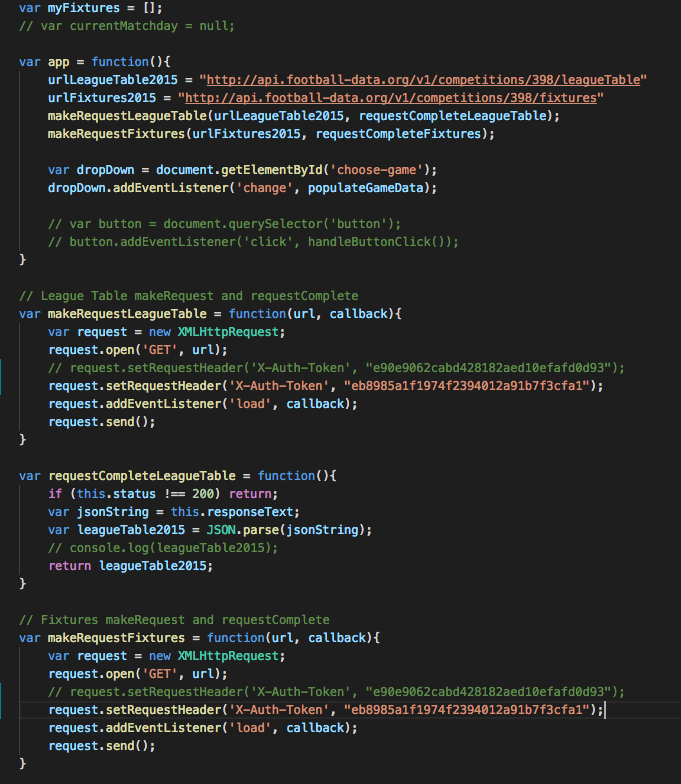 var myFixtures = [];
// var currentMatchday = null;
var app = function(){
urlLeagueTable2015 = "http://api.football-data.org/v1/competitions/398/leagueTable"
urlFixtures2015 = "http://api.football-data.org/v1/competitions/398/fixtures"
makeRequestLeagueTable(urlLeagueTable2015, requestCompleteLeagueTable);
makeRequestFixtures(urlFixtures2015, requestCompleteFixtures);
var dropDown = document.getElementById('choose-game');
dropDown.addEventListener('change', populateGameData);
// var button = document.querySelector('button');
// button.addEventListener('click', handleButtonClick());
}
// League Table makeRequest and requestComplete
var makeRequestLeagueTable = function(url, callback){
var request = new XMLHttpRequest;
request.open('GET', url);
// request.setRequestHeader('X-Auth-Token', "e90e9062cabd428182aed10efafd0d93");
request.setRequestHeader('X-Auth-Token', "eb8985a1f1974f2394012a91b7f3cfa1");
request.addEventListener('load', callback);
request.send();
}
var requestCompleteLeagueTable = function(){
if (this.status !== 200) return;
var jsonString = this.responseText;
var leagueTable2015 = JSON.parse(jsonString);
// console.log(leagueTable2015);
return leagueTable2015;
}
// Fixtures makeRequest and requestComplete
var makeRequestFixtures = function(url, callback){
var request = new XMLHttpRequest;
request.open('GET', url);
// request.setRequestHeader('X-Auth-Token', "e90e9062cabd428182aed10efafd0d93");
request.setRequestHeader('X-Auth-Token', "eb8985a1f1974f2394012a91b7f3cfa1");
request.addEventListener('load', callback);
request.send();
}